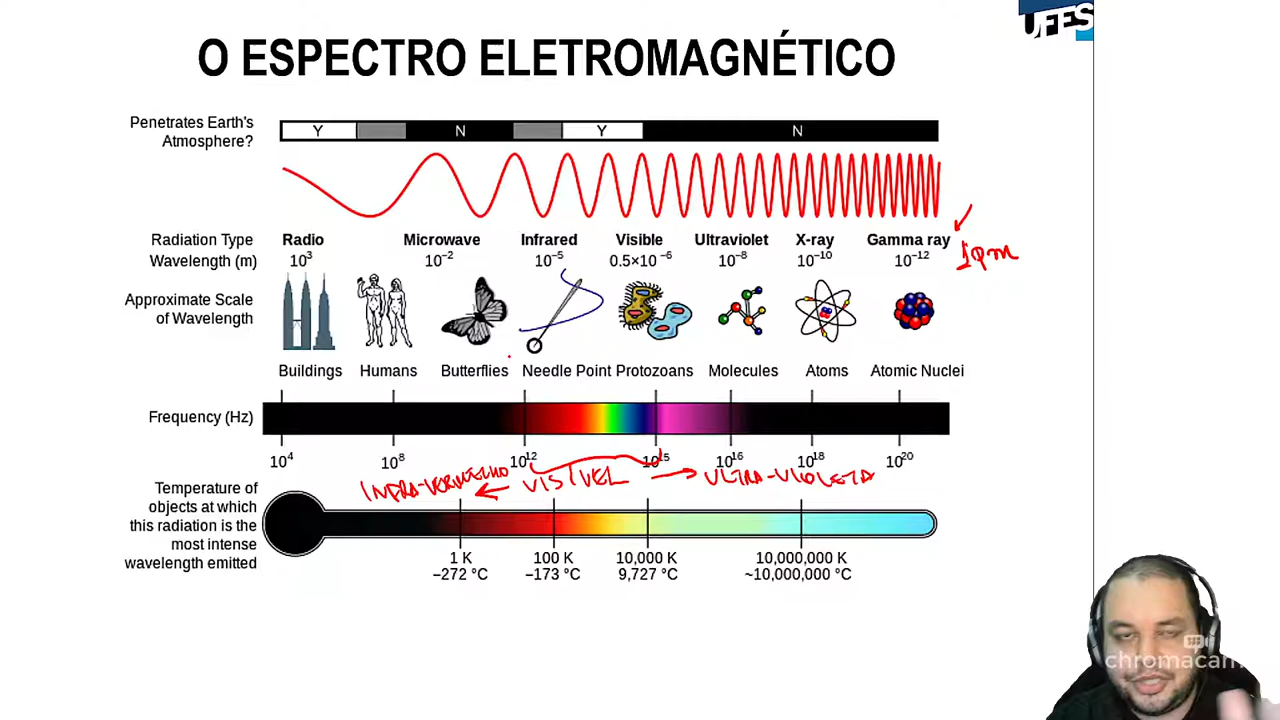 UFFS
O ESPECTRO ELETROMAGNÉTICO
Penetrates Earth's
Atmosphere?
Y N Y N
Radiation Type Radio Microwave Infrared Visible Ultraviolet X-ray Gamma ray
Wavelength (m) 10³ 10⁻² 10⁻⁵ 0.5×10⁻⁶ 10⁻⁸ 10⁻¹⁰ 10⁻¹²
1pm
Approximate Scale
of Wavelength
Buildings Humans Butterflies Needle Point Protozoans Molecules Atoms Atomic Nuclei
Frequency (Hz)
10⁴ 10⁸ 10¹² 10¹⁵ 10¹⁶ 10¹⁸ 10²⁰
INFRA-VERMELHO VISÍVEL ULTRA-VIOLETA
Temperature of
objects at which
this radiation is the
most intense
wavelength emitted
1 K 100 K 10,000 K 10,000,000 K
−272 °C −173 °C 9,727 °C ~10,000,000 °C
chromacam